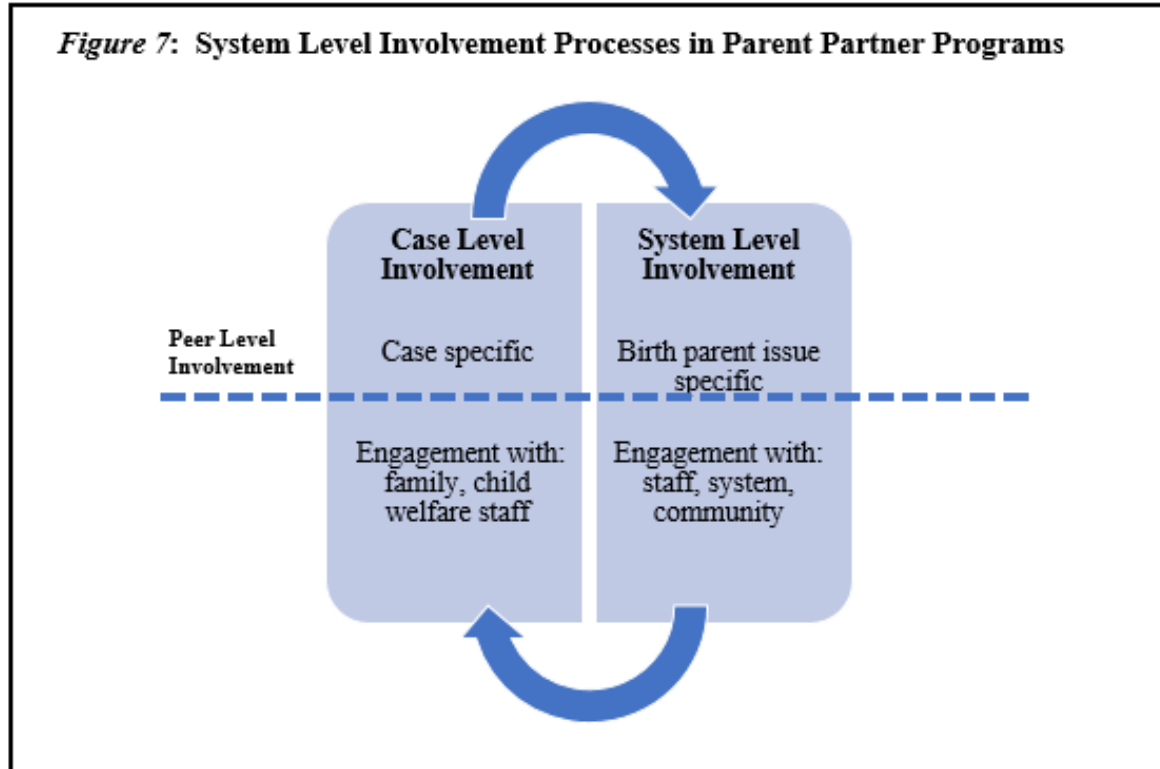 Figure 7: System Level Involvement Processes in Parent Partner Programs
Case Level
Involvement
System Level
Involvement
Peer Level
Involvement
Case specific
Birth parent issue
specific
Engagement with:
family, child
welfare staff
Engagement with:
staff, system,
community